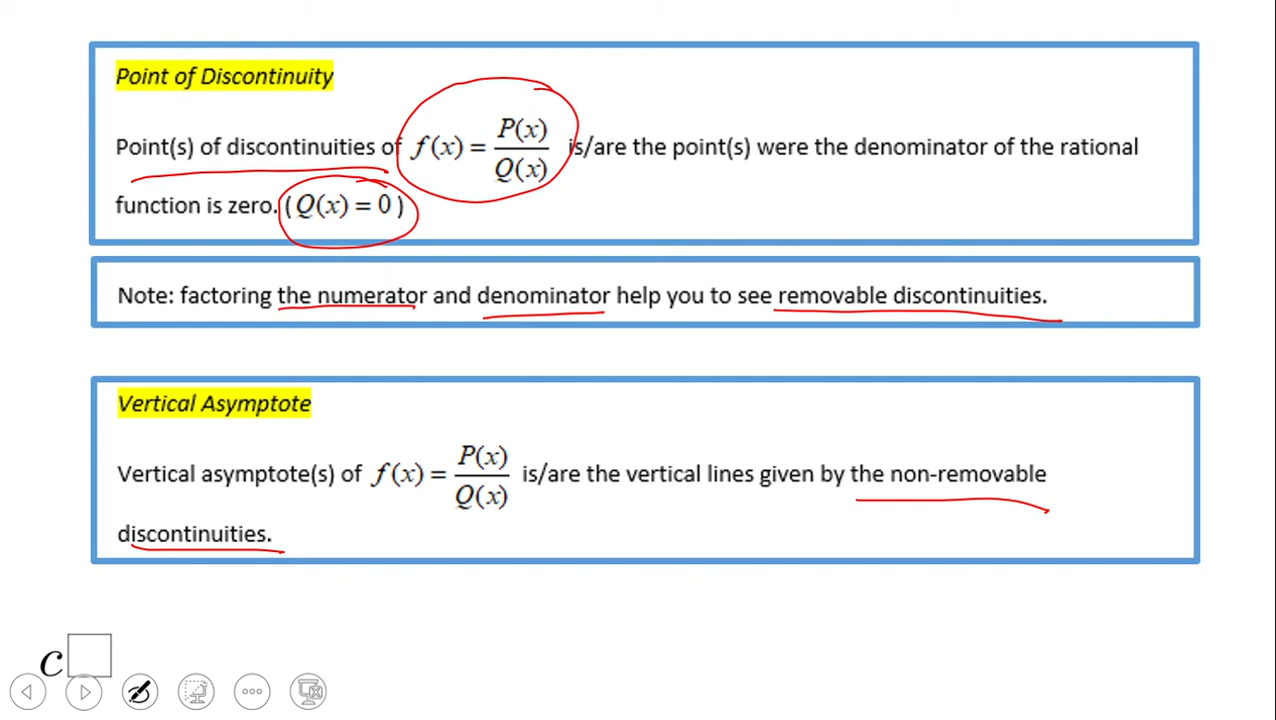 Point of Discontinuity
Point(s) of discontinuities of f(x) = P(x)/Q(x) is/are the point(s) were the denominator of the rational
function is zero. ( Q(x) = 0 )
Note: factoring the numerator and denominator help you to see removable discontinuities.
Vertical Asymptote
Vertical asymptote(s) of f(x) = P(x)/Q(x) is/are the vertical lines given by the non-removable
discontinuities.
c